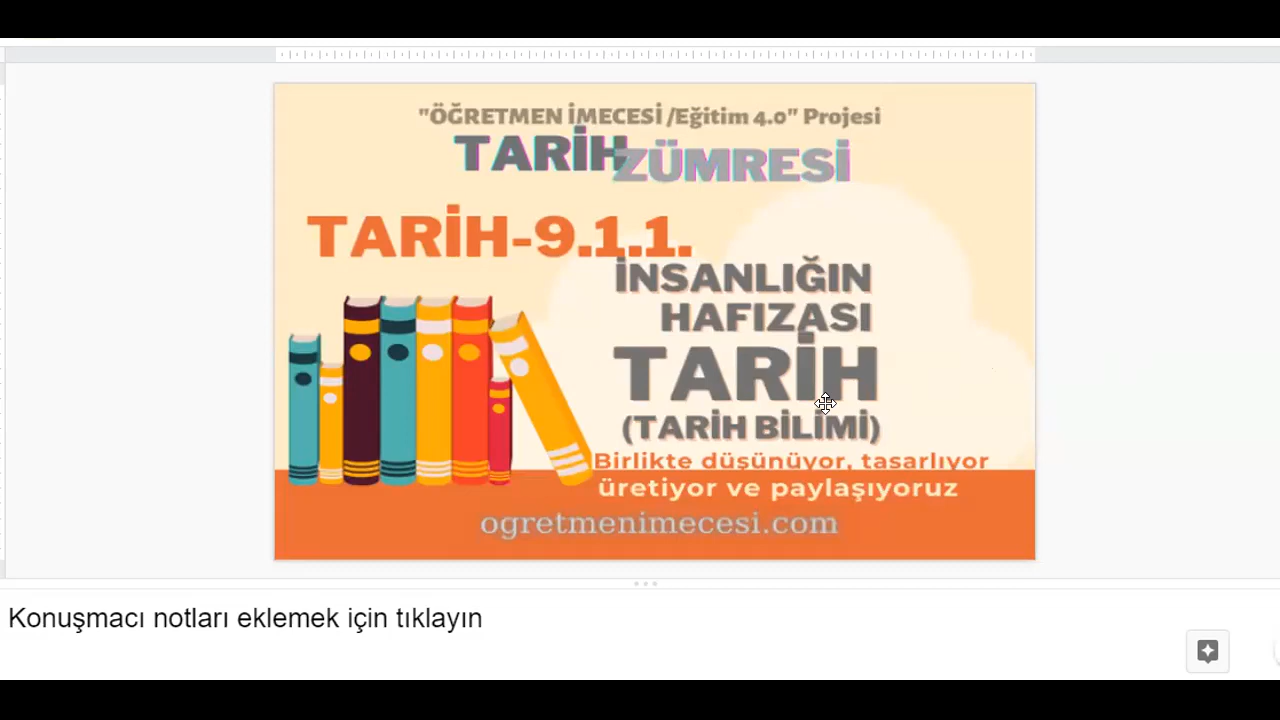 "ÖĞRETMEN İMECESİ /Eğitim 4.0" Projesi
TARİH ZÜMRESİ
TARİH-9.1.1.
İNSANLIĞIN
HAFIZASI
TARİH
(TARİH BİLİMİ)
Birlikte düşünüyor, tasarlıyor
üretiyor ve paylaşıyoruz
ogretmenimecesi.com
Konuşmacı notları eklemek için tıklayın